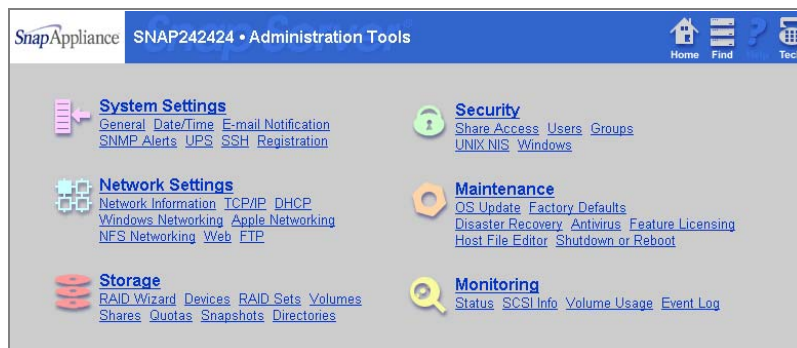 SnapAppliance SNAP242424 • Administration Tools
Snap Server
Home Find Help Tech
System Settings
General Date/Time E-mail Notification
SNMP Alerts UPS SSH Registration
Network Settings
Network Information TCP/IP DHCP
Windows Networking Apple Networking
NFS Networking Web FTP
Storage
RAID Wizard Devices RAID Sets Volumes
Shares Quotas Snapshots Directories
Security
Share Access Users Groups
UNIX NIS Windows
Maintenance
OS Update Factory Defaults
Disaster Recovery Antivirus Feature Licensing
Host File Editor Shutdown or Reboot
Monitoring
Status SCSI Info Volume Usage Event Log